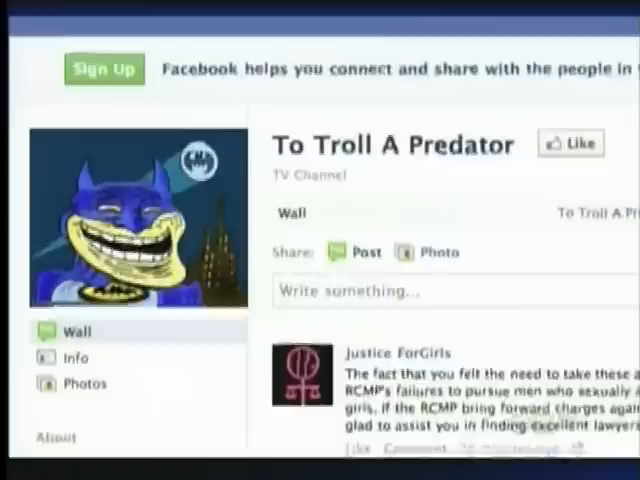 Sign Up
Facebook helps you connect and share with the people in
To Troll A Predator
Like
TV Channel
Wall
To Troll A Pr
Share:
Post
Photo
Write something...
Wall
Info
Photos
About
Justice ForGirls
The fact that you felt the need to take these a
RCMP's failures to pursue men who sexually
girls. If the RCMP bring forward charges again
glad to assist you in finding excellent lawyers
Like Comment